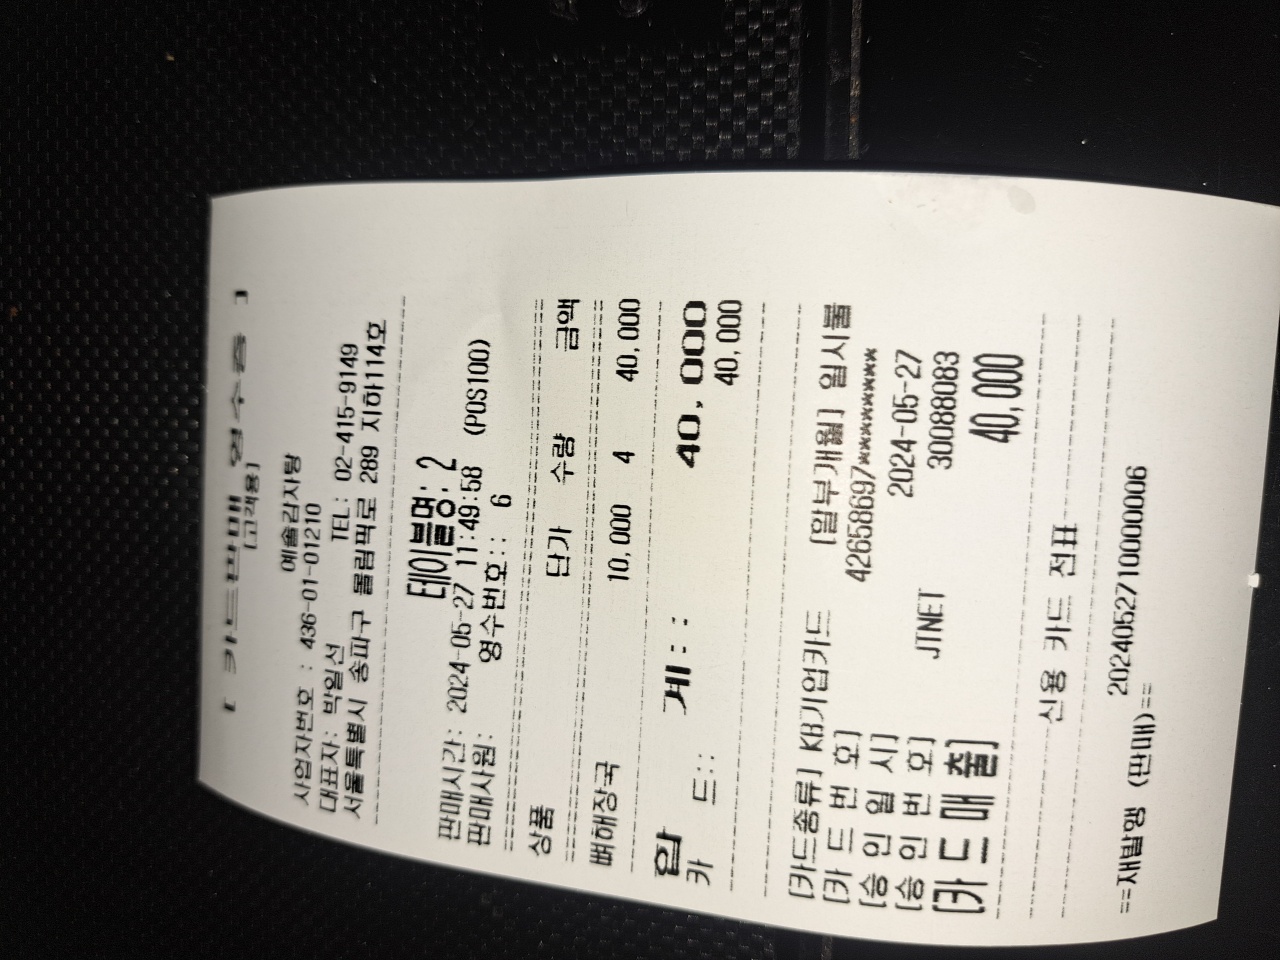 [ 카드판매 영수증 ]
[고객용]
예솔감자탕
사업자번호 : 436-01-01210
대표자: 박일선 TEL: 02-415-9149
서울특별시 송파구 올림픽로 289 지하114호
테이블명: 2
판매시간: 2024-05-27 11:49:58 (POS100)
판매사원: 영수번호:: 6
상품 단가 수량 금액
뼈해장국 10,000 4 40,000
합 계:: 40,000
카 드:: 40,000
[카드종류] KB기업카드 [할부개월] 일시불
[카 드 번 호] 42658697********
[승 인 일 시] 2024-05-27
[승 인 번 호] JTNET 30088083
[카 드 매 출] 40,000
신용 카드 전표
==재발행 (판매)== 2024052710000006